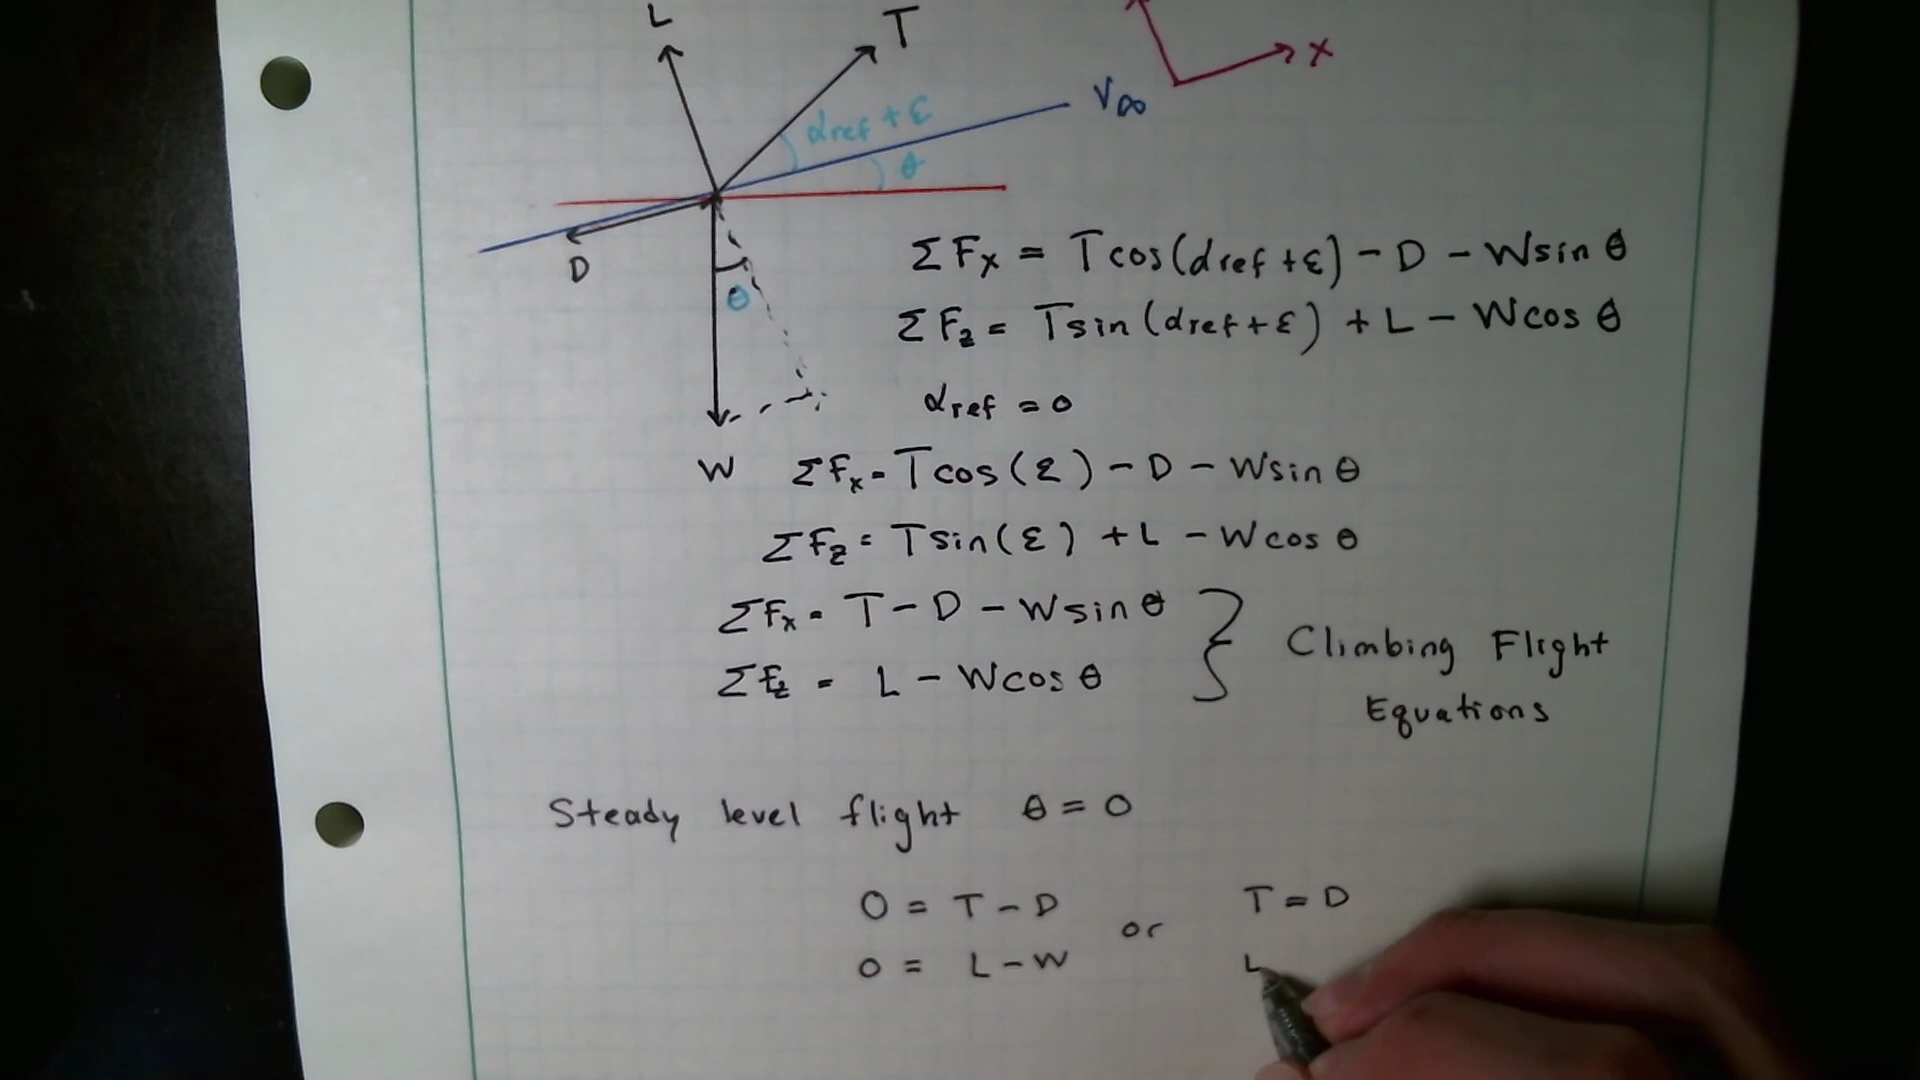 L
T
x
V∞
αref + ε
θ
D
θ
ΣFx = Tcos(αref + ε) - D - Wsin θ
ΣFz = Tsin(αref + ε) + L - Wcos θ
αref = 0
W
ΣFx = Tcos(ε) - D - Wsin θ
ΣFz = Tsin(ε) + L - Wcos θ
ΣFx = T - D - Wsin θ
ΣFz = L - Wcos θ
Climbing Flight
Equations
Steady level flight θ = 0
0 = T - D
or
T = D
0 = L - W
L